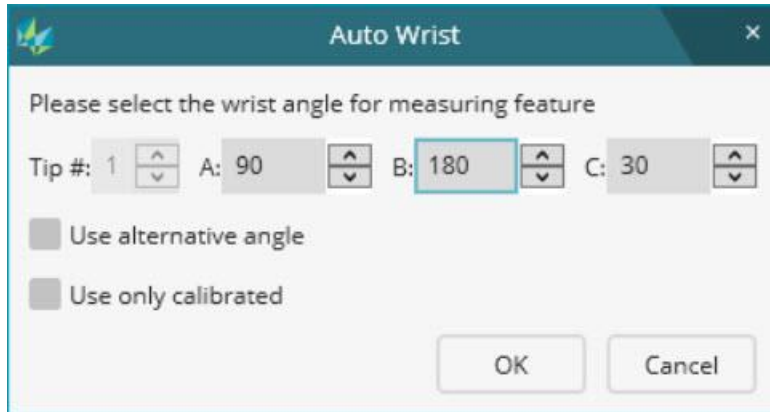 Auto Wrist
Please select the wrist angle for measuring feature
Tip #: 1 A: 90 B: 180 C: 30
Use alternative angle
Use only calibrated
OK Cancel